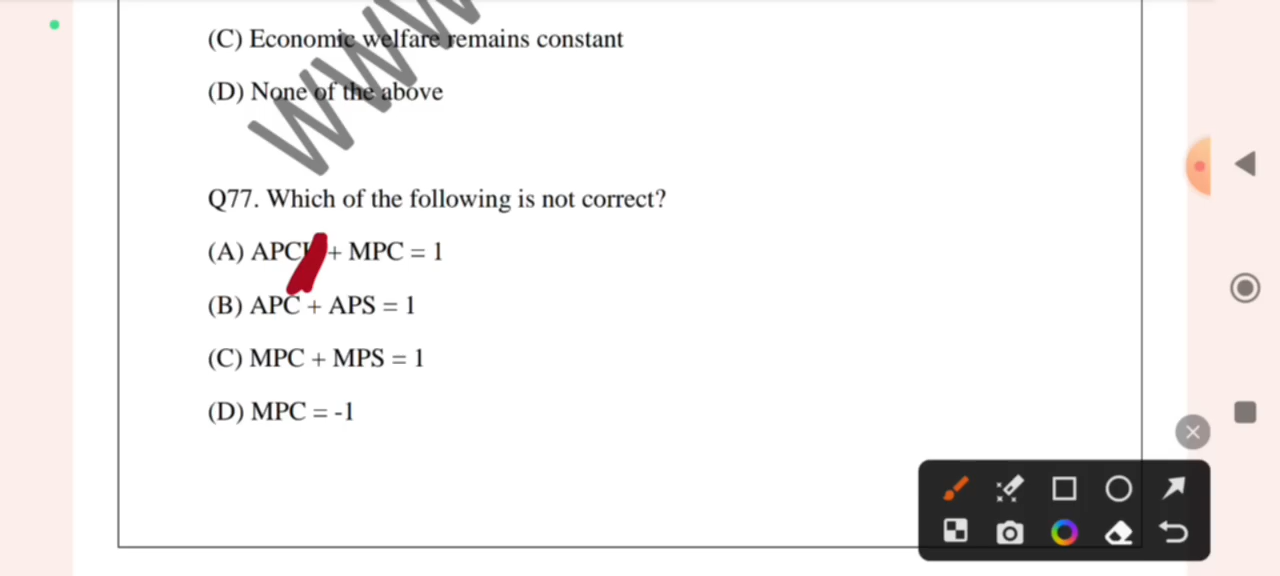 (C) Economic welfare remains constant
(D) None of the above
WWW
Q77. Which of the following is not correct?
(A) APC + MPC = 1
(B) APC + APS = 1
(C) MPC + MPS = 1
(D) MPC = -1